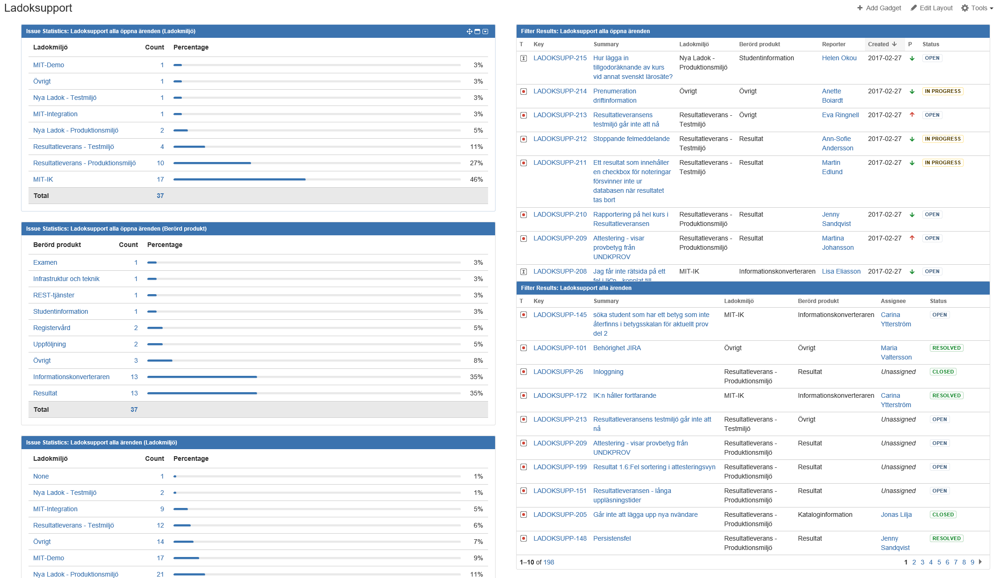 Ladoksupport
Add Gadget Edit Layout Tools
Issue Statistics: Ladoksupport alla öppna ärenden (Ladokmiljö)
Ladokmiljö Count Percentage
MIT-Demo 1 3%
Övrigt 1 3%
Nya Ladok - Testmiljö 1 3%
MIT-Integration 1 3%
Nya Ladok - Produktionsmiljö 2 5%
Resultatleverans - Testmiljö 4 11%
Resultatleverans - Produktionsmiljö 10 27%
MIT-IK 17 46%
Total 37
Issue Statistics: Ladoksupport alla öppna ärenden (Berörd produkt)
Berörd produkt Count Percentage
Examen 1 3%
Infrastruktur och teknik 1 3%
REST-tjänster 1 3%
Studentinformation 1 3%
Registervård 2 5%
Uppföljning 2 5%
Övrigt 3 8%
Informationskonverteraren 13 35%
Resultat 13 35%
Total 37
Issue Statistics: Ladoksupport alla ärenden (Ladokmiljö)
Ladokmiljö Count Percentage
None 1 1%
Nya Ladok - Testmiljö 2 1%
MIT-Integration 9 5%
Resultatleverans - Testmiljö 12 6%
Övrigt 14 7%
MIT-Demo 17 9%
Nya Ladok - Produktionsmiljö 21 11%
Filter Results: Ladoksupport alla öppna ärenden
T Key Summary Ladokmiljö Berörd produkt Reporter Created P Status
LADOKSUPP-215 Hur lägga in Nya Ladok - Studentinformation Helen Okou 2017-02-27 OPEN
tillgodoräknande av kurs Produktionsmiljö
vid annat svenskt lärosäte?
LADOKSUPP-214 Prenumeration Övrigt Övrigt Anette 2017-02-27 IN PROGRESS
driftinformation Boiardt
LADOKSUPP-213 Resultatleveransens Resultatleverans - Övrigt Eva Ringnell 2017-02-27 OPEN
testmiljö går inte att nå Testmiljö
LADOKSUPP-212 Stoppande felmeddelande Resultatleverans - Resultat Ann-Sofie 2017-02-27 IN PROGRESS
Testmiljö Andersson
LADOKSUPP-211 Ett resultat som innehåller Resultatleverans - Resultat Martin 2017-02-27 IN PROGRESS
en checkbox för noteringar Testmiljö Edlund
försvinner inte ur
databasen när resultatet
tas bort
LADOKSUPP-210 Rapportering på hel kurs i Resultatleverans - Resultat Jenny 2017-02-27 OPEN
Resultatleveransen Produktionsmiljö Sandqvist
LADOKSUPP-209 Attestering - visar Resultatleverans - Resultat Martina 2017-02-27 OPEN
provbetyg från Produktionsmiljö Johansson
UNDKPROV
LADOKSUPP-208 Jag får inte rätsida på ett MIT-IK Informationskonverteraren Lisa Eliasson 2017-02-27 OPEN
fel i IK'n - kopplat till
Filter Results: Ladoksupport alla ärenden
T Key Summary Ladokmiljö Berörd produkt Assignee Status
LADOKSUPP-145 söka student som har ett betyg som inte MIT-IK Informationskonverteraren Carina OPEN
återfinns i betygsskalan för aktuellt prov Ytterström
del 2
LADOKSUPP-101 Behörighet JIRA Övrigt Övrigt Maria RESOLVED
Valtersson
LADOKSUPP-26 Inloggning Resultatleverans - Resultat Unassigned CLOSED
Produktionsmiljö
LADOKSUPP-172 IK:n håller fortfarande MIT-IK Informationskonverteraren Carina RESOLVED
Ytterström
LADOKSUPP-213 Resultatleveransens testmiljö går inte att Resultatleverans - Övrigt Unassigned OPEN
nå Testmiljö
LADOKSUPP-209 Attestering - visar provbetyg från Resultatleverans - Resultat Unassigned OPEN
UNDKPROV Produktionsmiljö
LADOKSUPP-199 Resultat 1.6:Fel sortering i attesteringsvyn Resultatleverans - Resultat Unassigned OPEN
Produktionsmiljö
LADOKSUPP-151 Resultatleveransen - långa Resultatleverans - Resultat Unassigned OPEN
uppläsningstider Produktionsmiljö
LADOKSUPP-205 Går inte att lägga upp nya nvändare Resultatleverans - Kataloginformation Jonas Lilja CLOSED
Produktionsmiljö
LADOKSUPP-148 Persistensfel Resultatleverans - Resultat Jenny RESOLVED
Produktionsmiljö Sandqvist
1–10 of 198 1 2 3 4 5 6 7 8 9